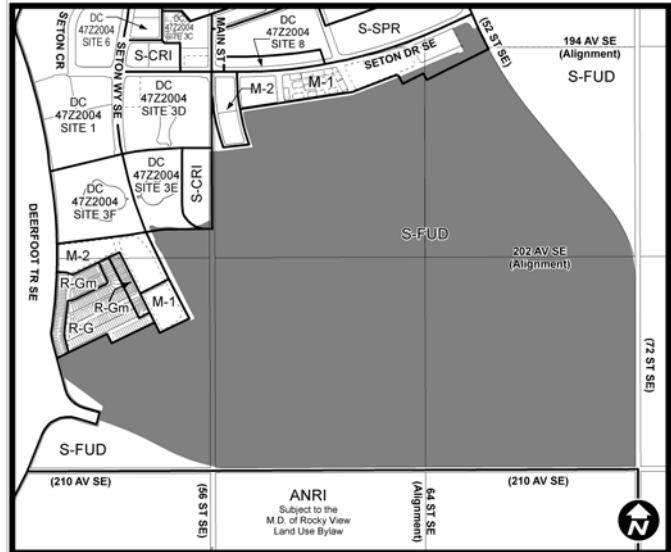 SETON CR
DC
47Z2004
SITE 6
SETON WY SE
DC
47Z2004
SITE 3C
S-CRI
MAIN ST
DC
47Z2004
SITE 8
S-SPR
(52 ST SE)
194 AV SE
(Alignment)
S-FUD
SETON DR SE
M-2
M-1
DC
47Z2004
SITE 1
DC
47Z2004
SITE 3D
DC
47Z2004
SITE 3E
S-CRI
DC
47Z2004
SITE 3F
DEERFOOT TR SE
S-FUD
202 AV SE
(Alignment)
M-2
R-Gm
R-Gm
M-1
R-G
(72 ST SE)
S-FUD
(210 AV SE)
(56 ST SE)
ANRI
Subject to the
M.D. of Rocky View
Land Use Bylaw
64 ST SE
(Alignment)
(210 AV SE)
N